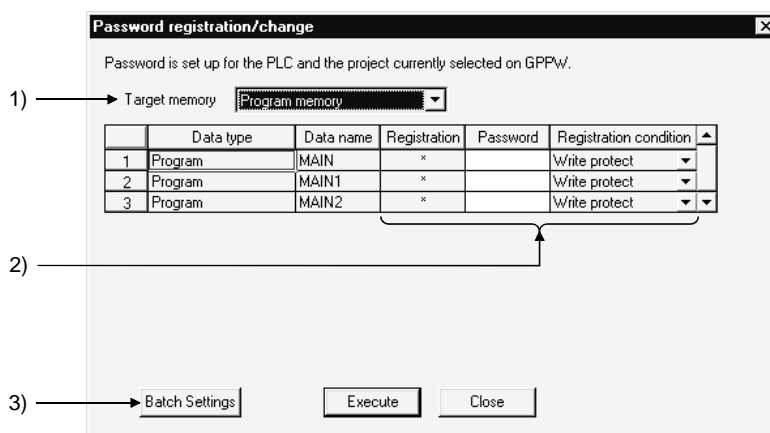 Password registration/change
Password is set up for the PLC and the project currently selected on GPPW.
1) Target memory Program memory
Data type Data name Registration Password Registration condition
1 Program MAIN * Write protect
2 Program MAIN1 * Write protect
3 Program MAIN2 * Write protect
2)
3) Batch Settings Execute Close